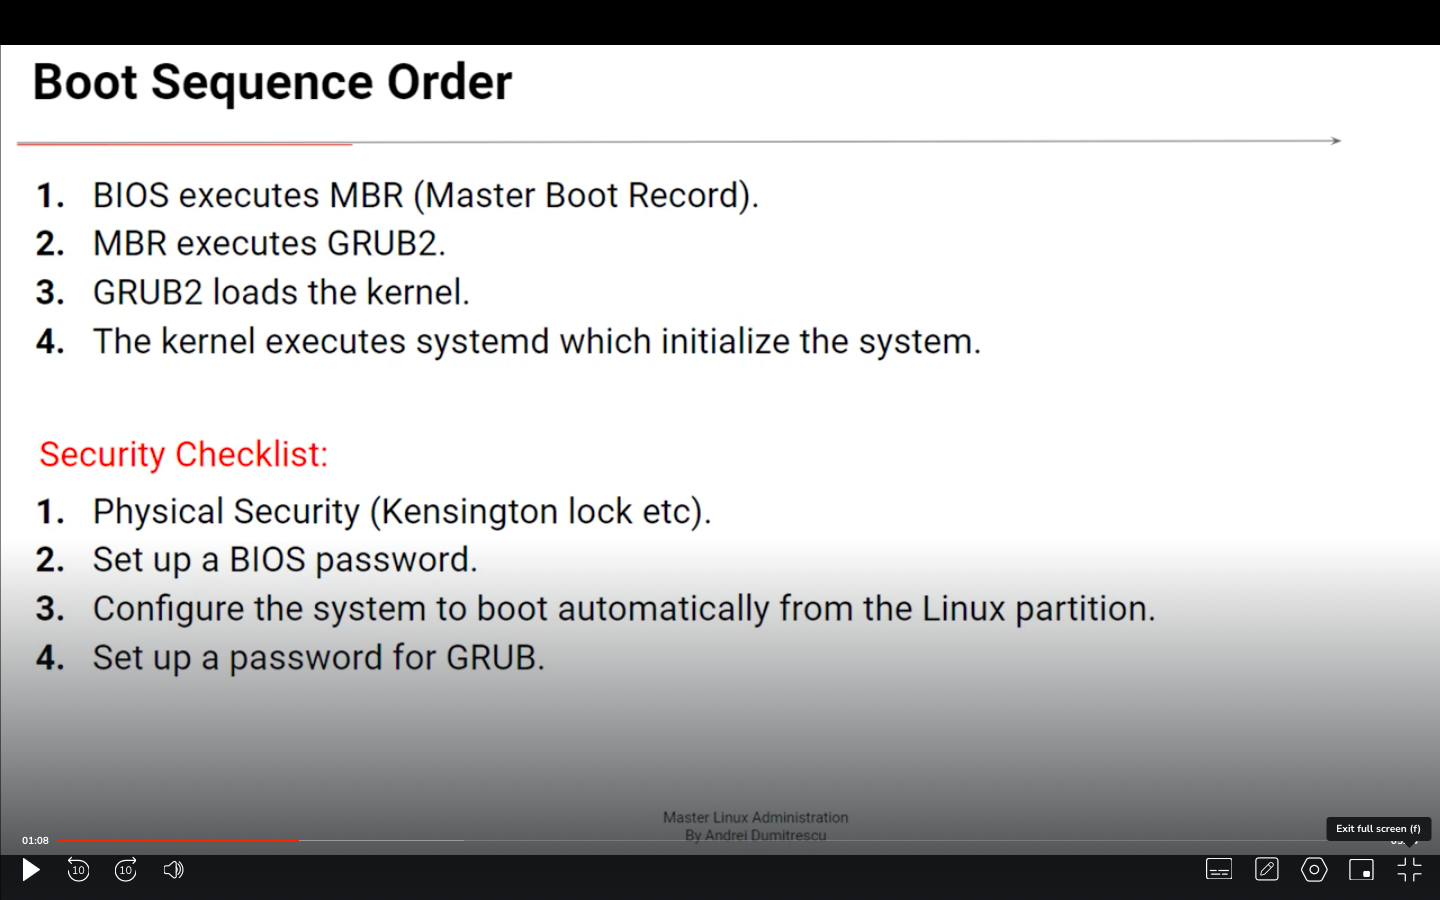 Boot Sequence Order
1. BIOS executes MBR (Master Boot Record).
2. MBR executes GRUB2.
3. GRUB2 loads the kernel.
4. The kernel executes systemd which initialize the system.
Security Checklist:
1. Physical Security (Kensington lock etc).
2. Set up a BIOS password.
3. Configure the system to boot automatically from the Linux partition.
4. Set up a password for GRUB.
Master Linux Administration
By Andrei Dumitrescu
Exit full screen (f)
01:08
10
10